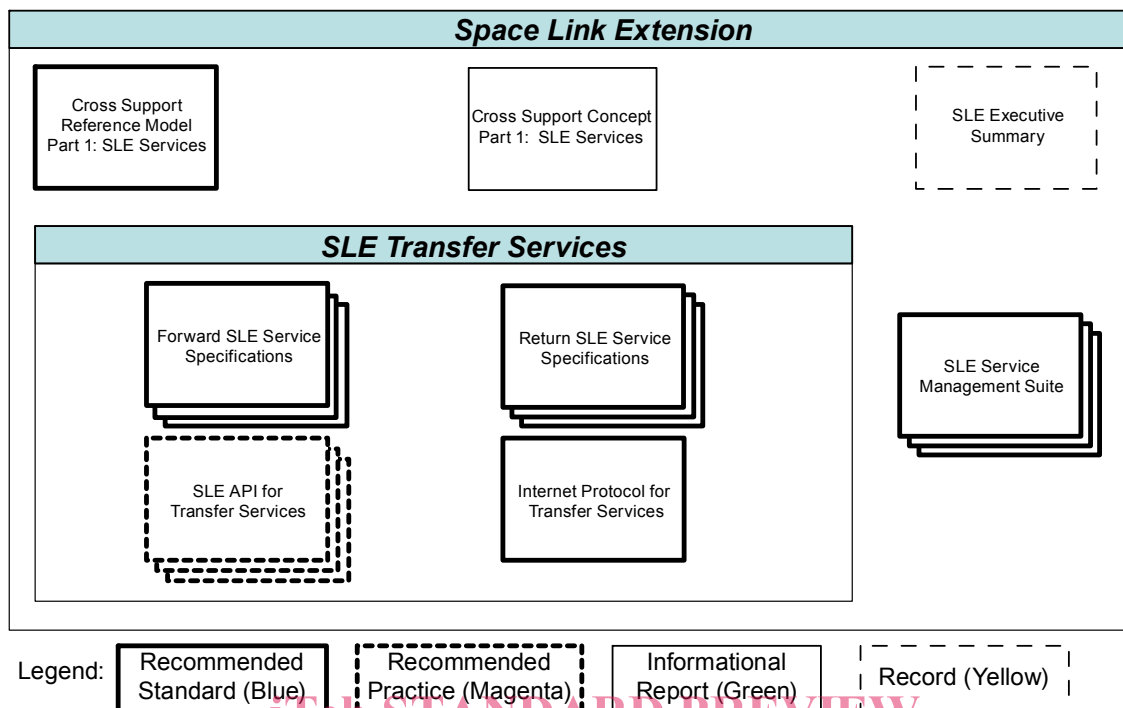 Space Link Extension
Cross Support
Reference Model
Part 1: SLE Services
Cross Support Concept
Part 1: SLE Services
SLE Executive
Summary
SLE Transfer Services
Forward SLE Service
Specifications
Return SLE Service
Specifications
SLE Service
Management Suite
SLE API for
Transfer Services
Internet Protocol for
Transfer Services
Legend:
Recommended
Standard (Blue)
Recommended
Practice (Magenta)
Informational
Report (Green)
Record (Yellow)
STANDARD PREVIEW